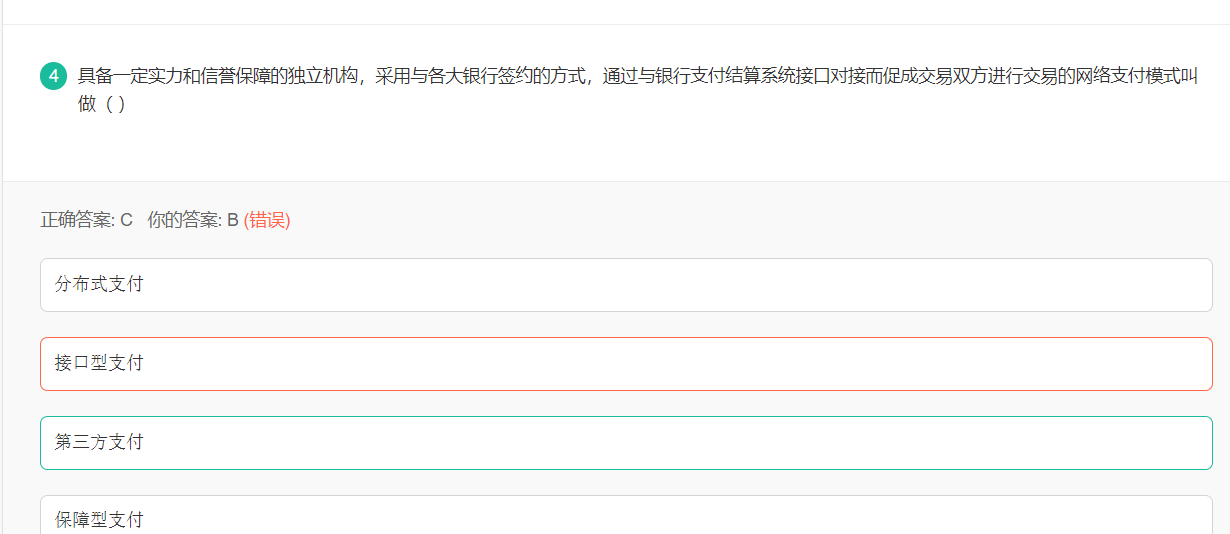 4 具备一定实力和信誉保障的独立机构，采用与各大银行签约的方式，通过与银行支付结算系统接口对接而促成交易双方进行交易的网络支付模式叫
做（ ）
正确答案: C 你的答案: B (错误)
分布式支付
接口型支付
第三方支付
保障型支付